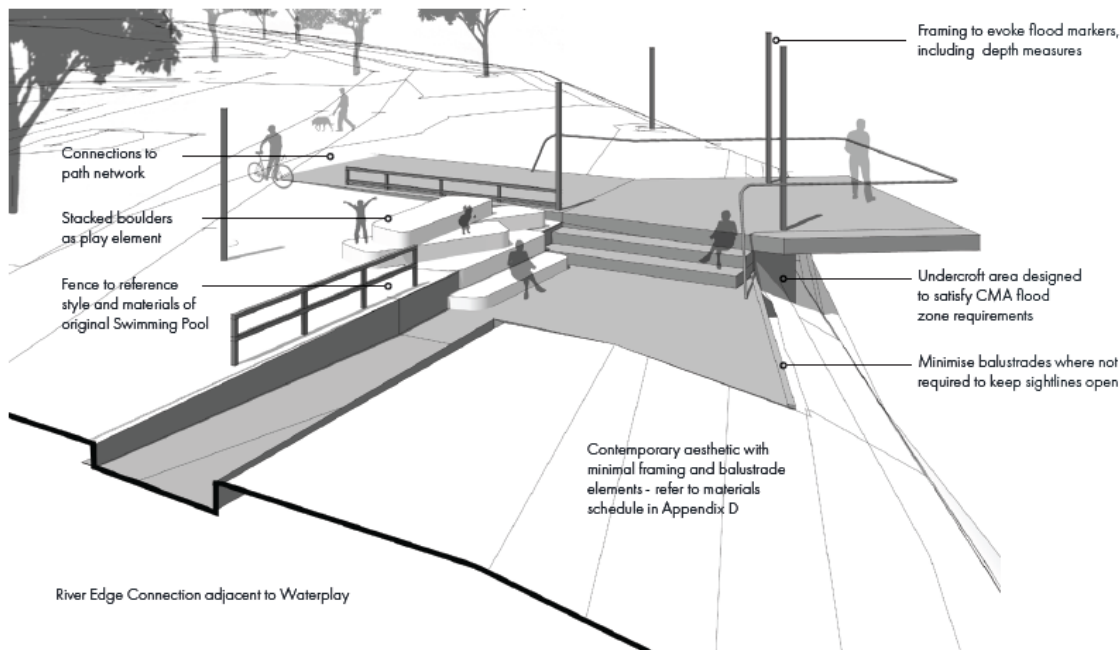 Framing to evoke flood markers,
including depth measures
Connections to
path network
Stacked boulders
as play element
Fence to reference
style and materials of
original Swimming Pool
Undercroft area designed
to satisfy CMA flood
zone requirements
Minimise balustrades where not
required to keep sightlines open
Contemporary aesthetic with
minimal framing and balustrade
elements - refer to materials
schedule in Appendix D
River Edge Connection adjacent to Waterplay